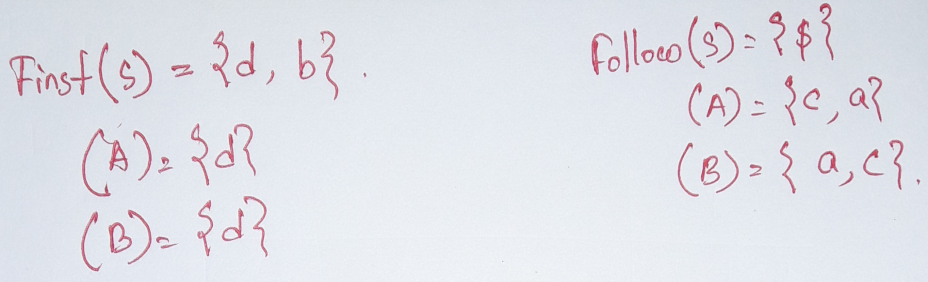 First(S) = {d, b}.
(A) = {d}
(B) = {d}
Follow(S) = {$}
(A) = {c, a}
(B) = {a, c}.